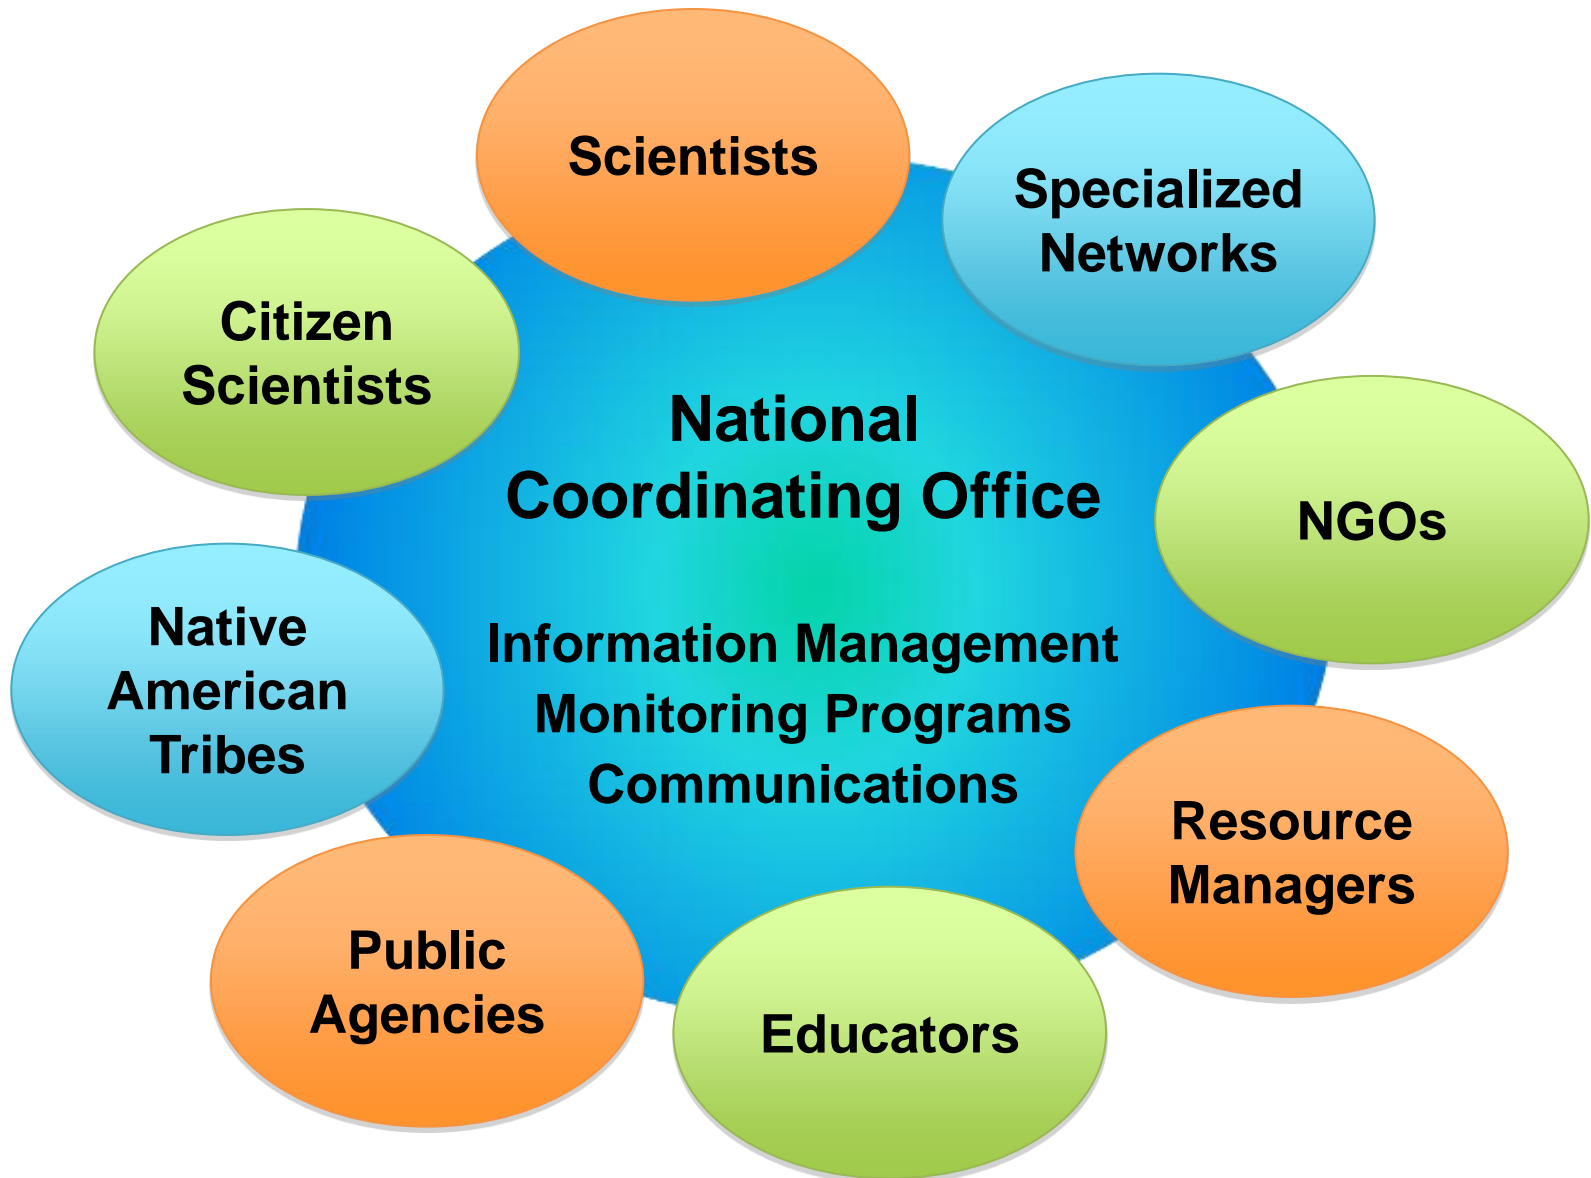 Scientists
Specialized
Networks
Citizen
Scientists
National
Coordinating Office
NGOs
Native
American
Tribes
Information Management
Monitoring Programs
Communications
Resource
Managers
Public
Agencies
Educators